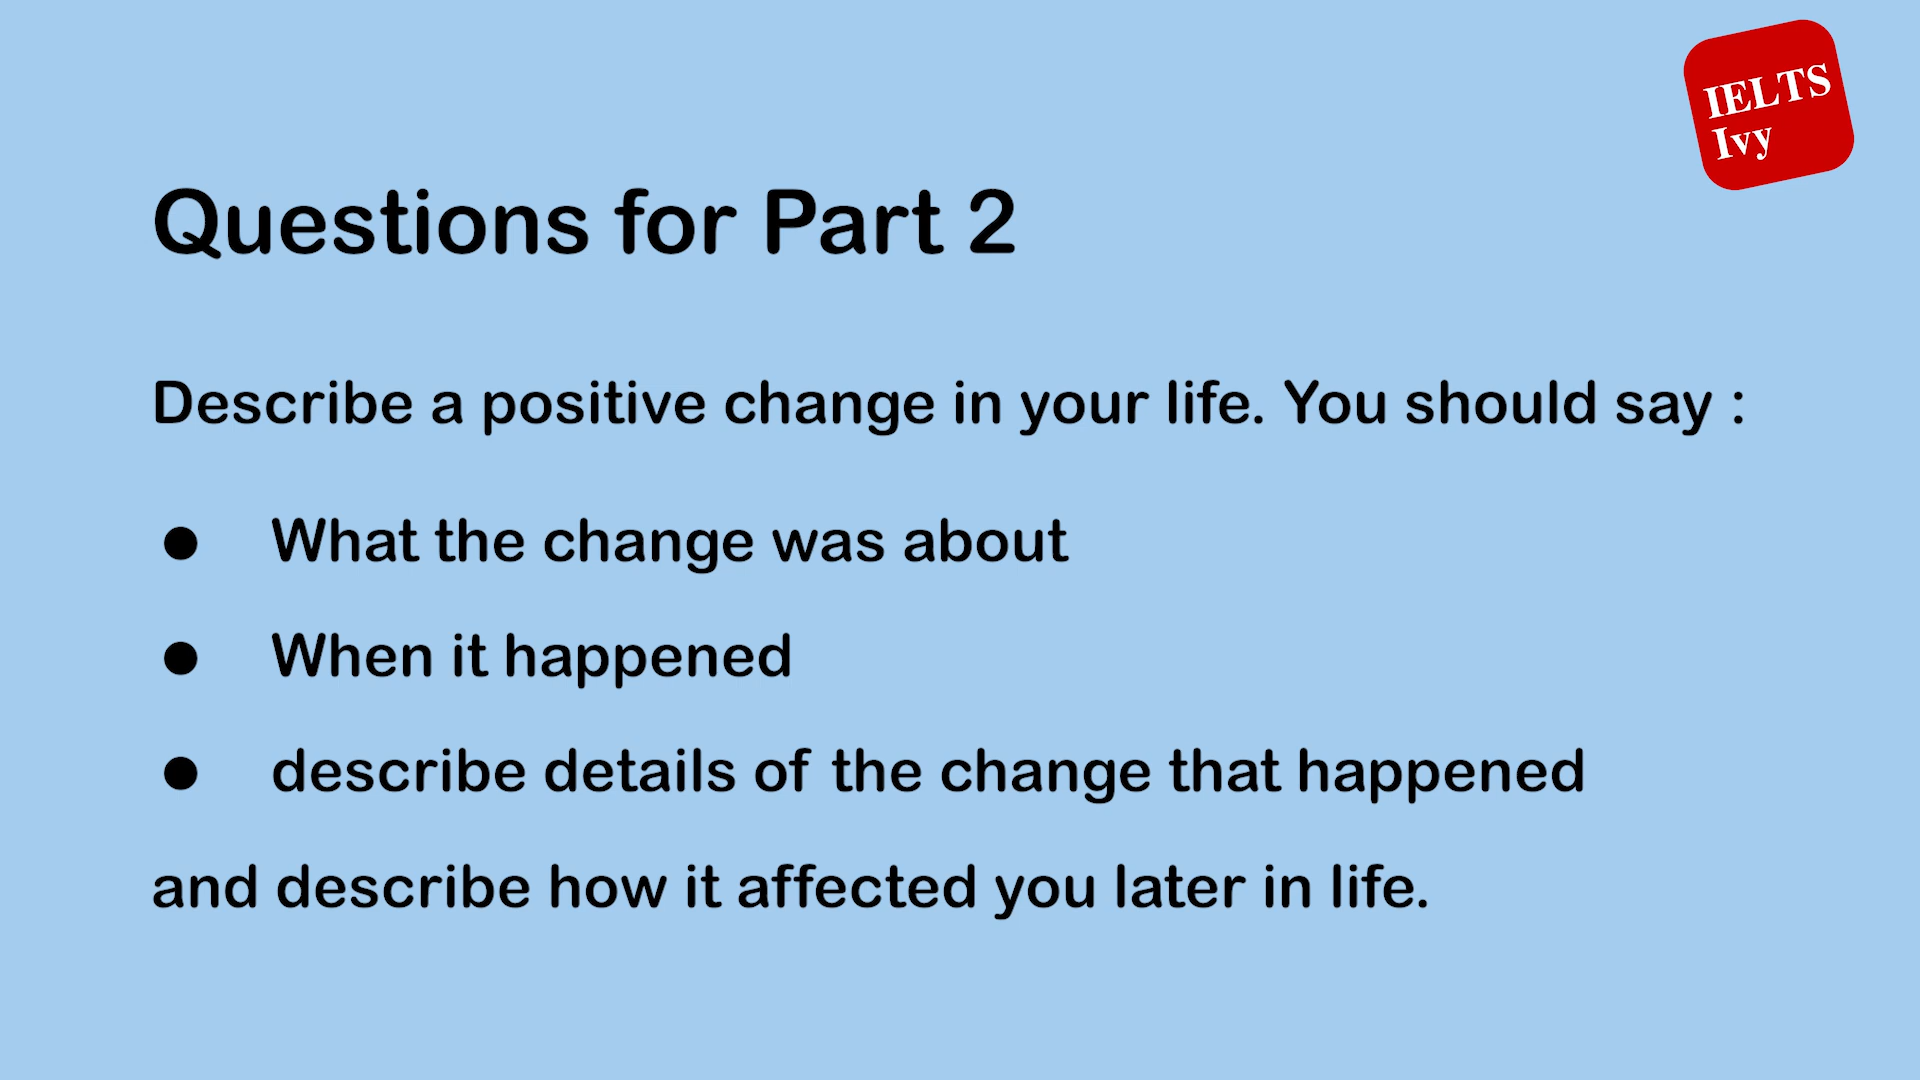 IELTS
Ivy
Questions for Part 2
Describe a positive change in your life. You should say :
● What the change was about
● When it happened
● describe details of the change that happened
and describe how it affected you later in life.